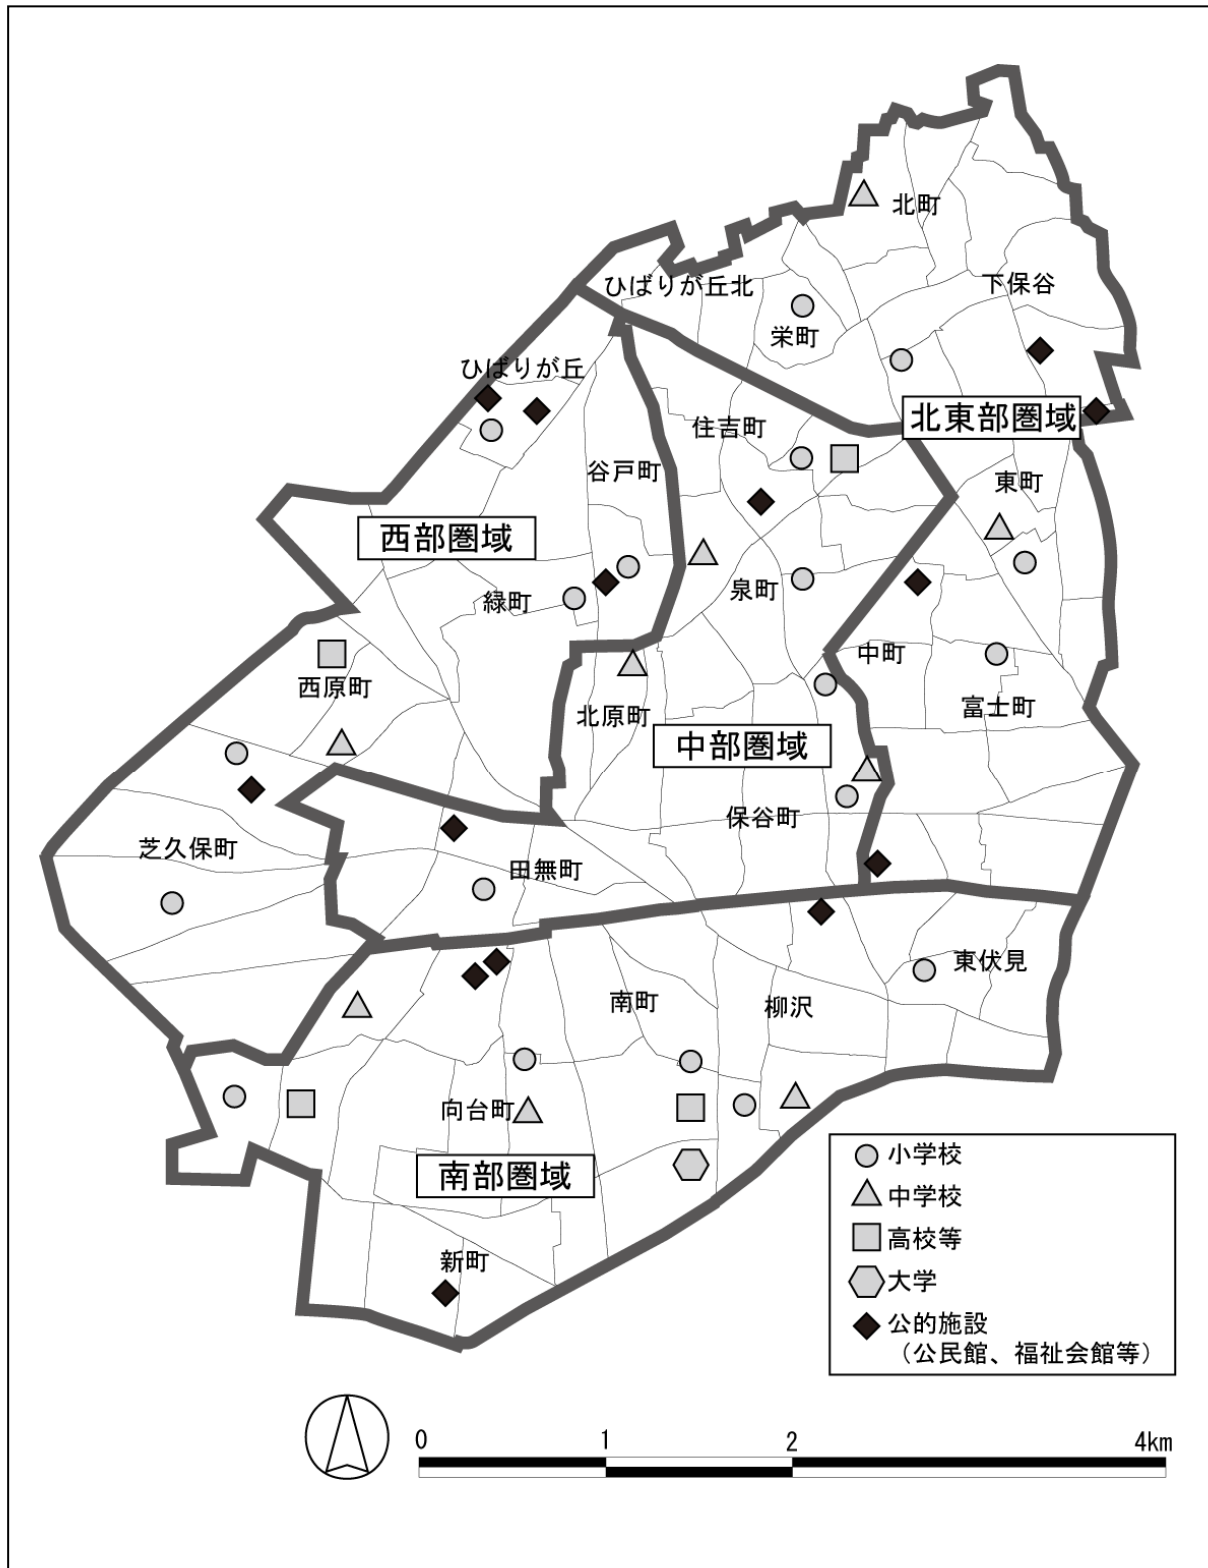 北町
ひばりが丘北
下保谷
栄町
ひばりが丘
北東部圏域
住吉町
谷戸町
東町
西部圏域
泉町
緑町
中町
西原町
北原町
富士町
中部圏域
保谷町
芝久保町
田無町
東伏見
南町
柳沢
向台町
南部圏域
新町
小学校
中学校
高校等
大学
公的施設
（公民館、福祉会館等）
0 1 2 4km